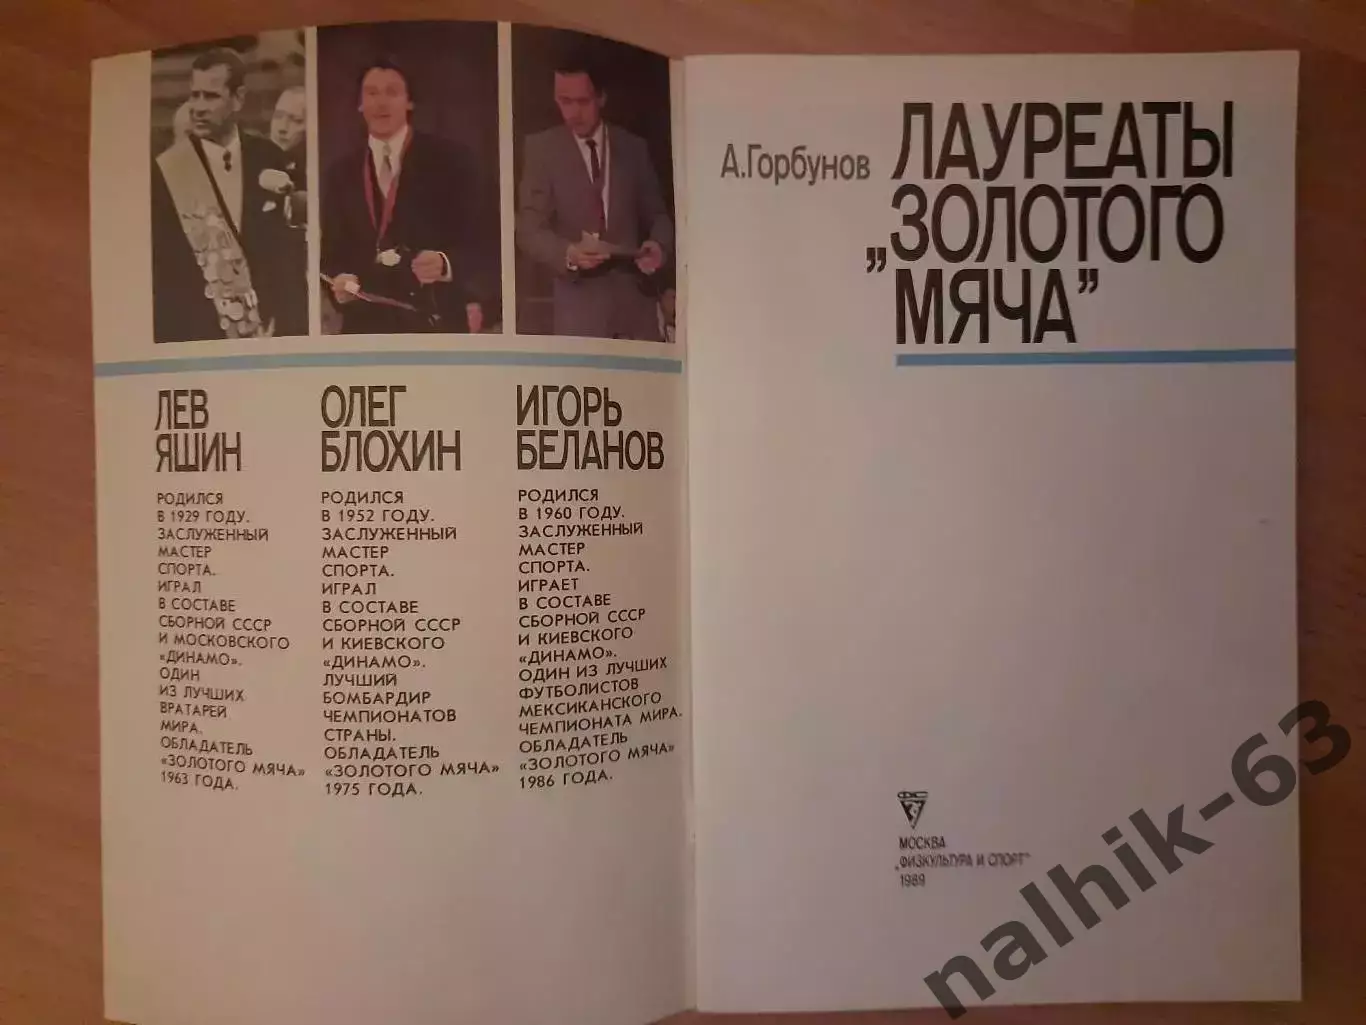 ЛЕВ
ЯШИН
РОДИЛСЯ
В 1929 ГОДУ.
ЗАСЛУЖЕННЫЙ
МАСТЕР
СПОРТА.
ИГРАЛ
В СОСТАВЕ
СБОРНОЙ СССР
И МОСКОВСКОГО
«ДИНАМО».
ОДИН
ИЗ ЛУЧШИХ
ВРАТАРЕЙ
МИРА.
ОБЛАДАТЕЛЬ
«ЗОЛОТОГО МЯЧА»
1963 ГОДА.
ОЛЕГ
БЛОХИН
РОДИЛСЯ
В 1952 ГОДУ.
ЗАСЛУЖЕННЫЙ
МАСТЕР
СПОРТА.
ИГРАЛ
В СОСТАВЕ
СБОРНОЙ СССР
И КИЕВСКОГО
«ДИНАМО».
ЛУЧШИЙ
БОМБАРДИР
ЧЕМПИОНАТОВ
СТРАНЫ.
ОБЛАДАТЕЛЬ
«ЗОЛОТОГО МЯЧА»
1975 ГОДА.
ИГОРЬ
БЕЛАНОВ
РОДИЛСЯ
В 1960 ГОДУ.
ЗАСЛУЖЕННЫЙ
МАСТЕР
СПОРТА.
ИГРАЕТ
В СОСТАВЕ
СБОРНОЙ СССР
И КИЕВСКОГО
«ДИНАМО».
ОДИН ИЗ ЛУЧШИХ
ФУТБОЛИСТОВ
МЕКСИКАНСКОГО
ЧЕМПИОНАТА МИРА.
ОБЛАДАТЕЛЬ
«ЗОЛОТОГО МЯЧА»
1986 ГОДА.
А.Горбунов
ЛАУРЕАТЫ
„ЗОЛОТОГО
МЯЧА”
ФС
МОСКВА
„ФИЗКУЛЬТУРА И СПОРТ”
1989
nalhik-63